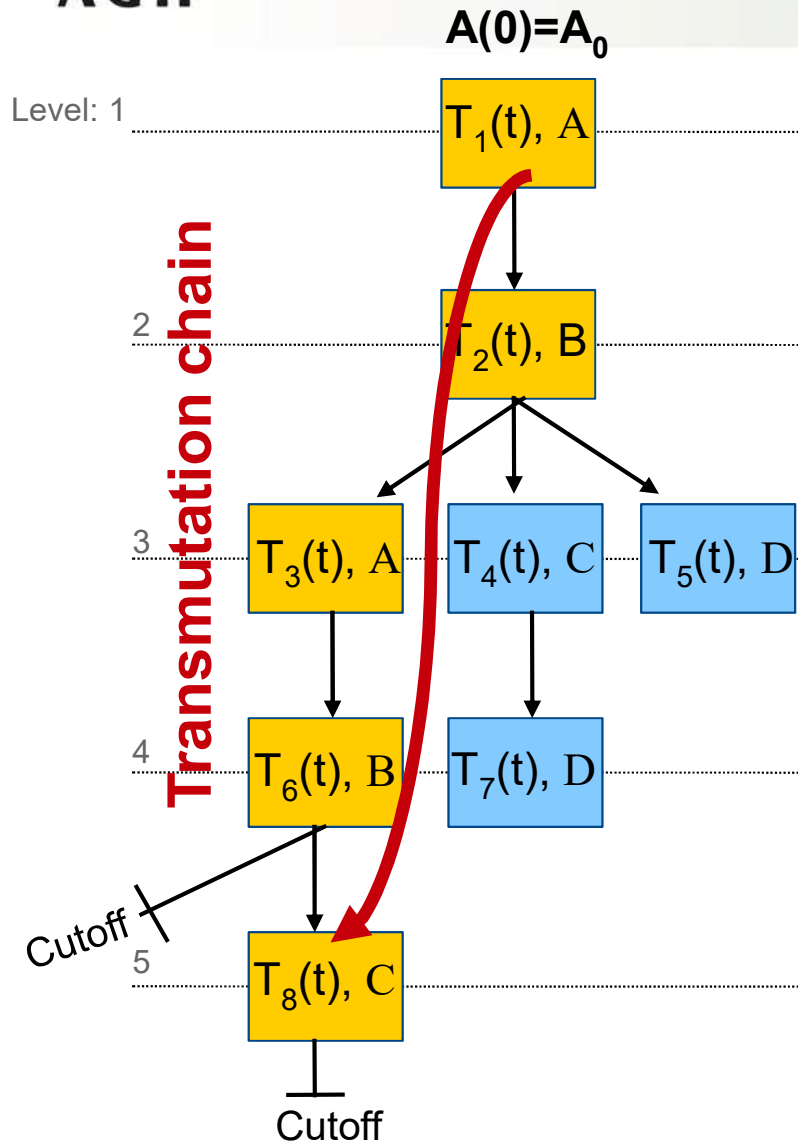 A(0)=A₀
Level: 1
T₁(t), A
Transmutation chain
2
T₂(t), B
3
T₃(t), A
T₄(t), C
T₅(t), D
4
T₆(t), B
T₇(t), D
Cutoff
5
T₈(t), C
Cutoff